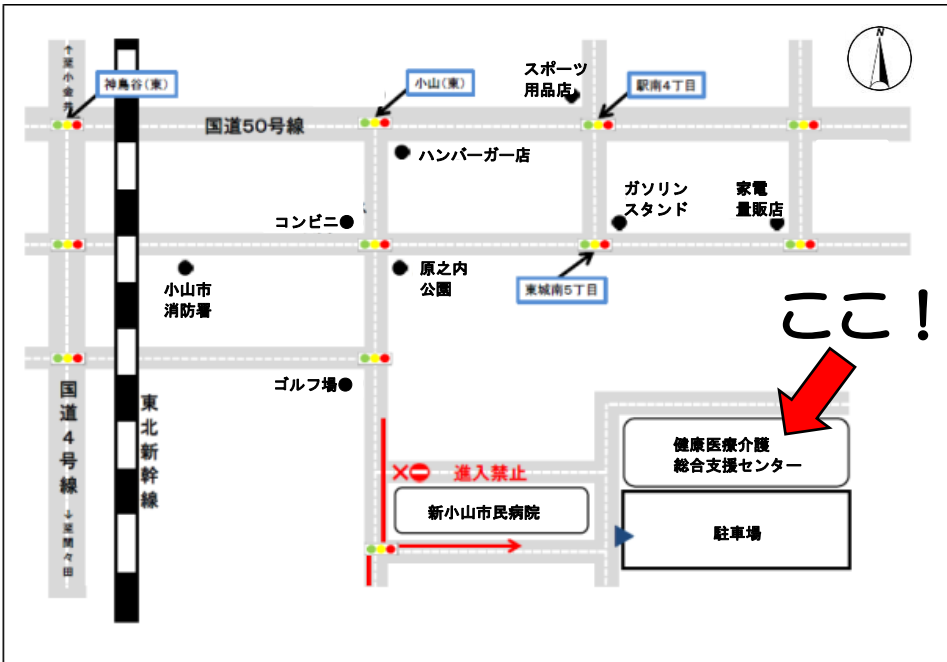 N
↑至小金井
神鳥谷(東)
小山(東)
スポーツ
用品店
駅南4丁目
国道50号線
ハンバーガー店
ガソリン
スタンド
家電
量販店
コンビニ
小山市
消防署
原之内
公園
東城南5丁目
ここ！
ゴルフ場
国道4号線
東北新幹線
健康医療介護
総合支援センター
進入禁止
新小山市民病院
駐車場
↓至間々田